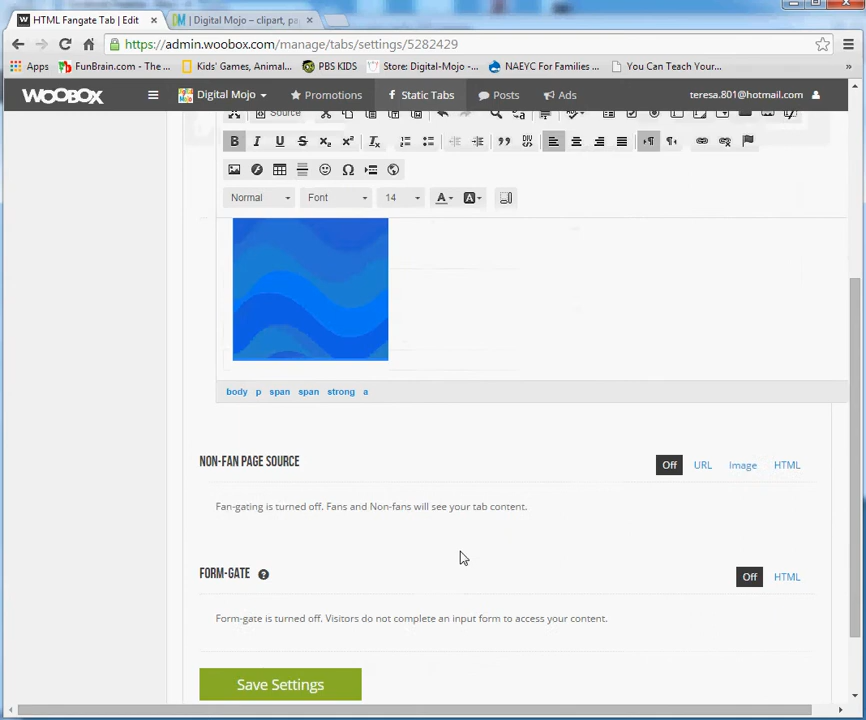 HTML Fangate Tab | Edit
DM | Digital Mojo – clipart, pa
https://admin.woobox.com/manage/tabs/settings/5282429
Apps FunBrain.com - The ... Kids' Games, Animal... PBS KIDS Store: Digital-Mojo -... NAEYC For Families ... You Can Teach Your... »
WOOBOX Digital Mojo Promotions Static Tabs Posts Ads teresa.801@hotmail.com
Source
B I U S x₂ x² Tx
DIV
Normal Font 14 A A
body p span span strong a
NON-FAN PAGE SOURCE Off URL Image HTML
Fan-gating is turned off. Fans and Non-fans will see your tab content.
FORM-GATE ? Off HTML
Form-gate is turned off. Visitors do not complete an input form to access your content.
Save Settings